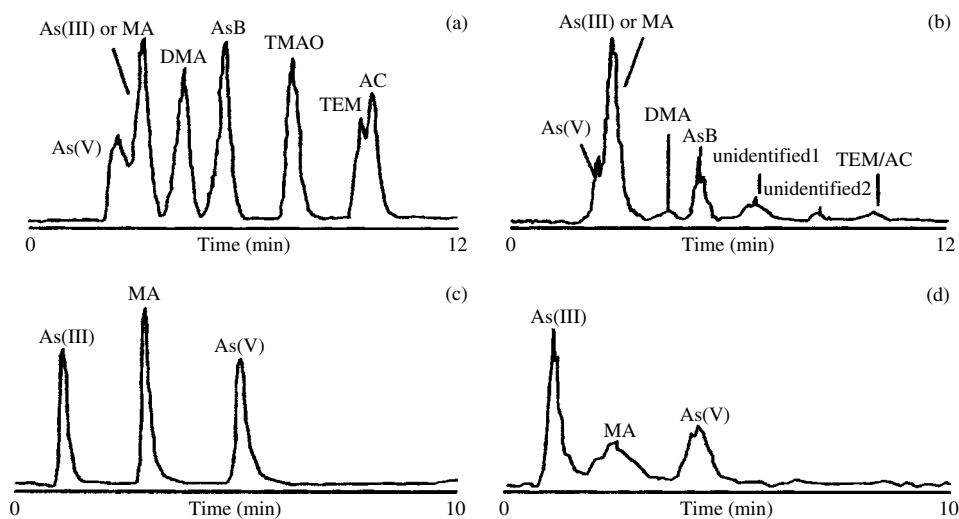 (a)
As(III) or MA
AsB
TMAO
DMA
AC
TEM
As(V)
0
Time (min)
12
(b)
As(III) or MA
DMA
As(V)
AsB
unidentified1
TEM/AC
unidentified2
0
Time (min)
12
(c)
MA
As(III)
As(V)
0
Time (min)
10
(d)
As(III)
As(V)
MA
0
Time (min)
10